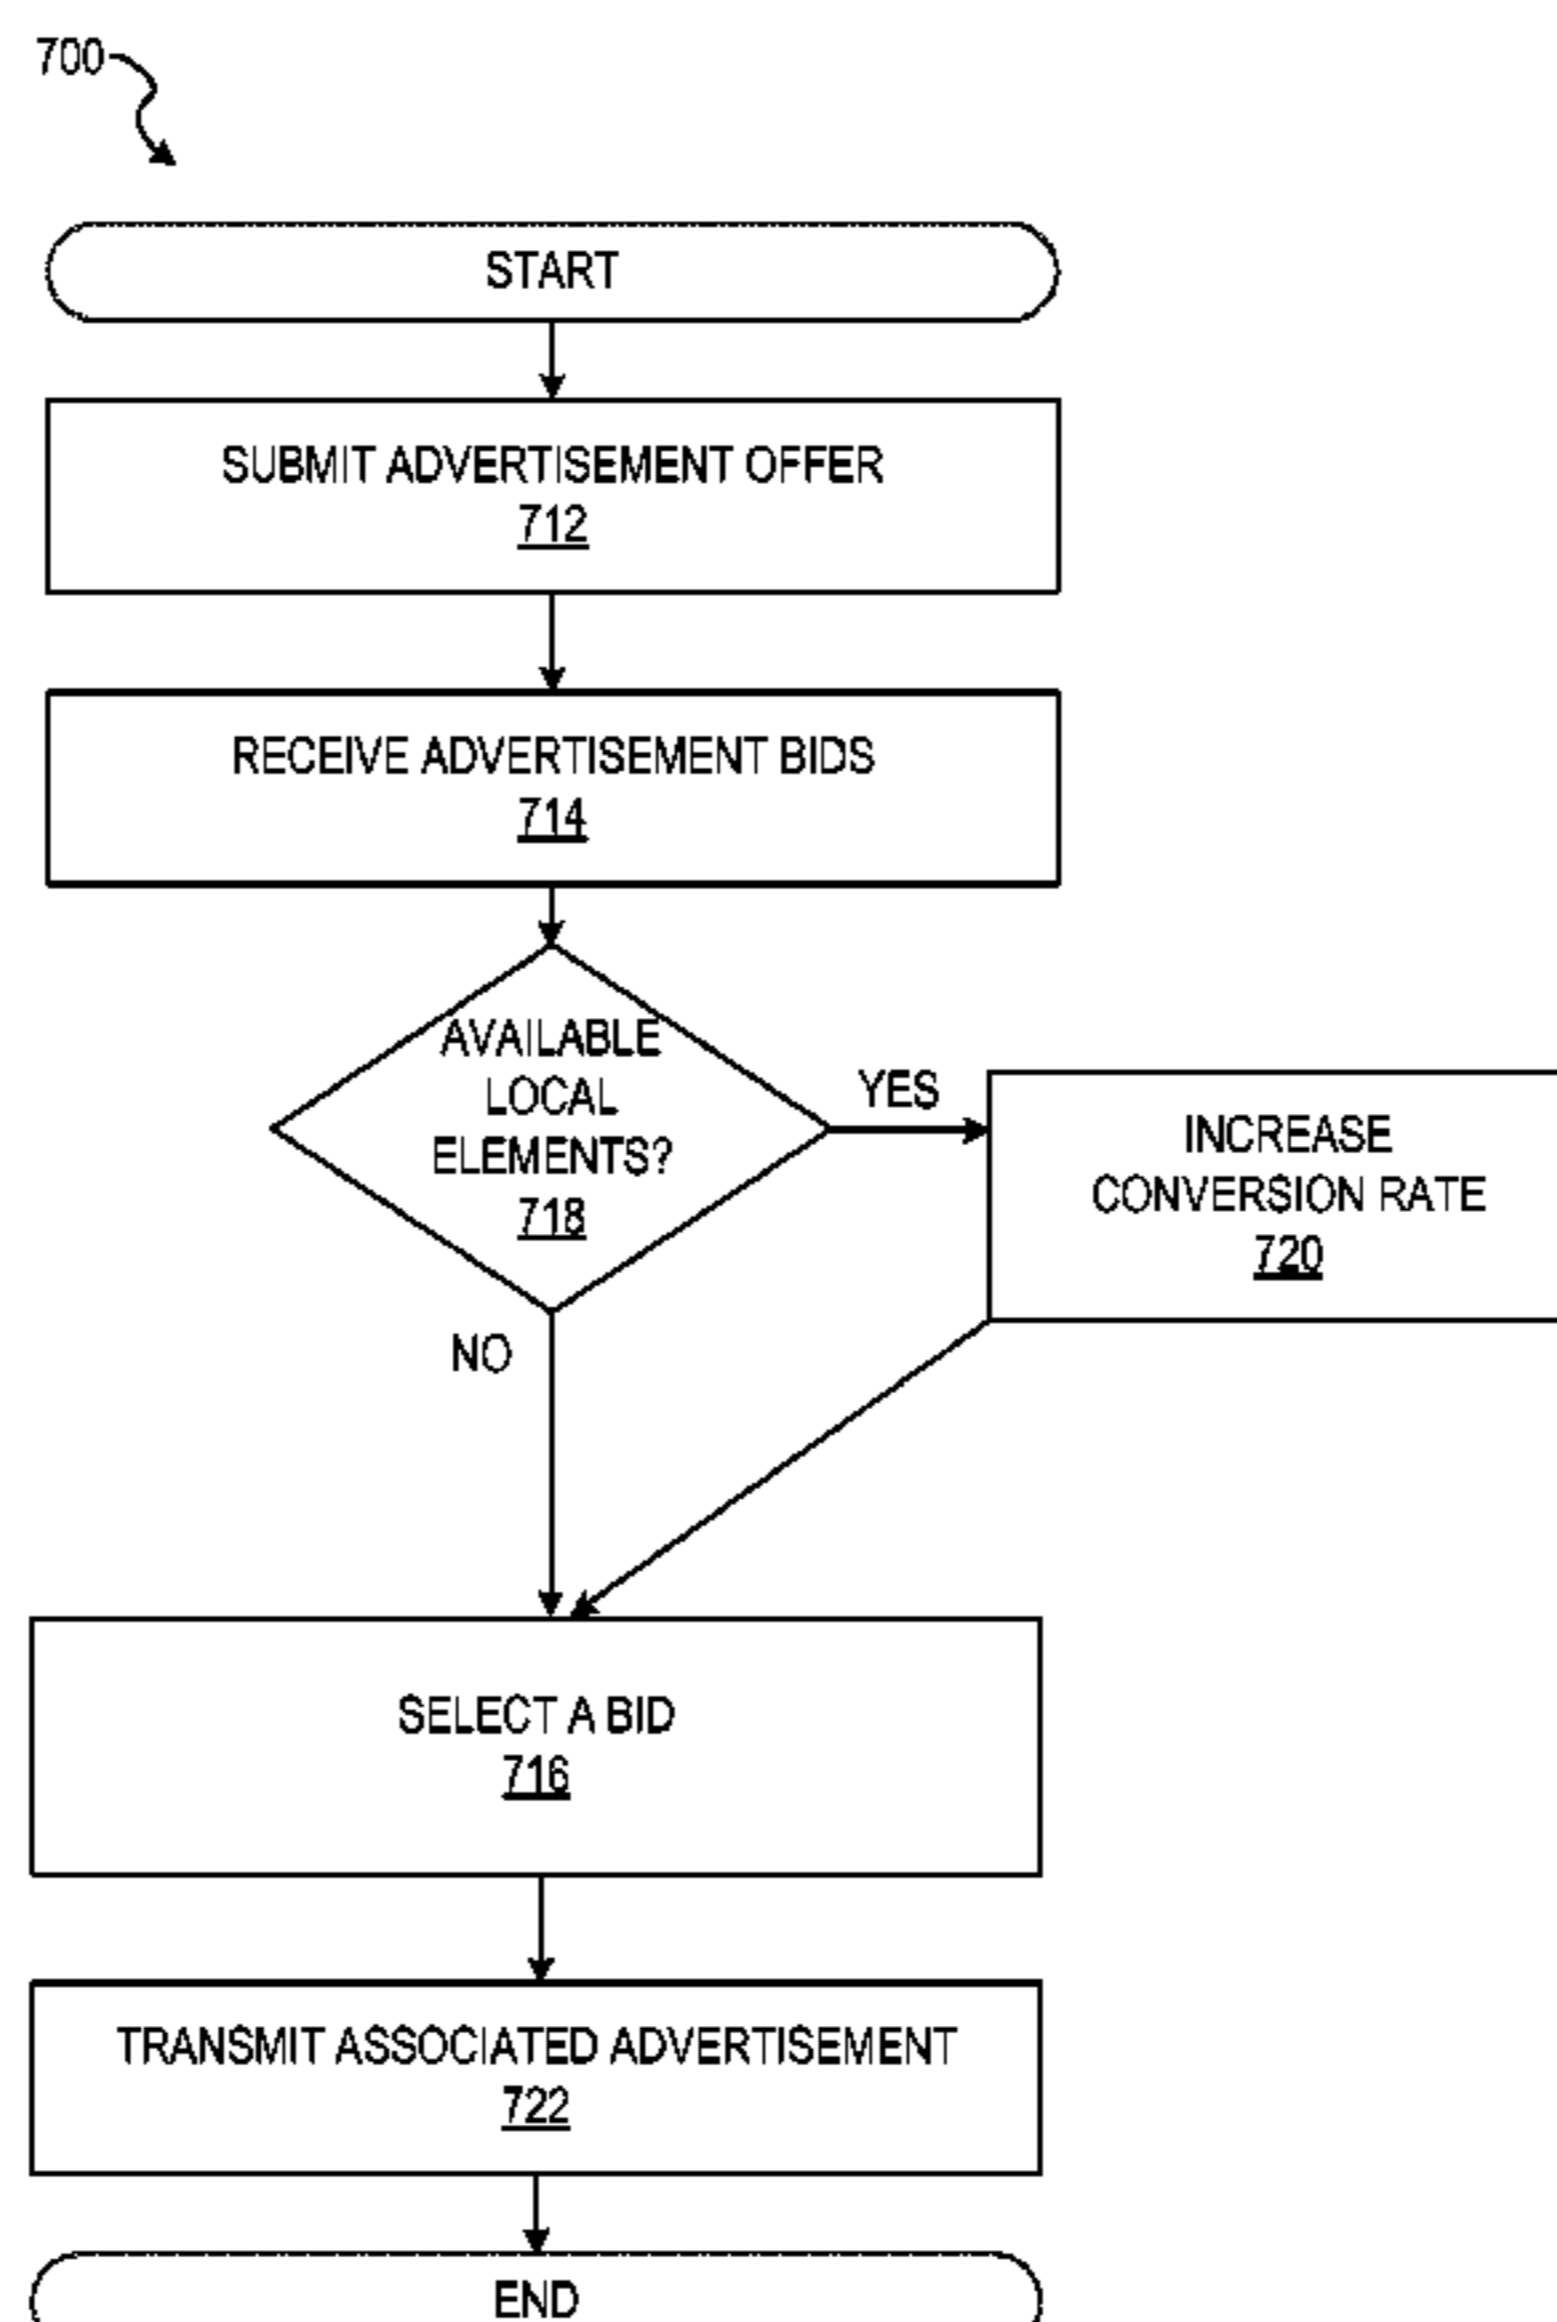 700
START
SUBMIT ADVERTISEMENT OFFER
712
RECEIVE ADVERTISEMENT BIDS
714
AVAILABLE
LOCAL
ELEMENTS?
718
YES
INCREASE
CONVERSION RATE
720
NO
SELECT A BID
716
TRANSMIT ASSOCIATED ADVERTISEMENT
722
END